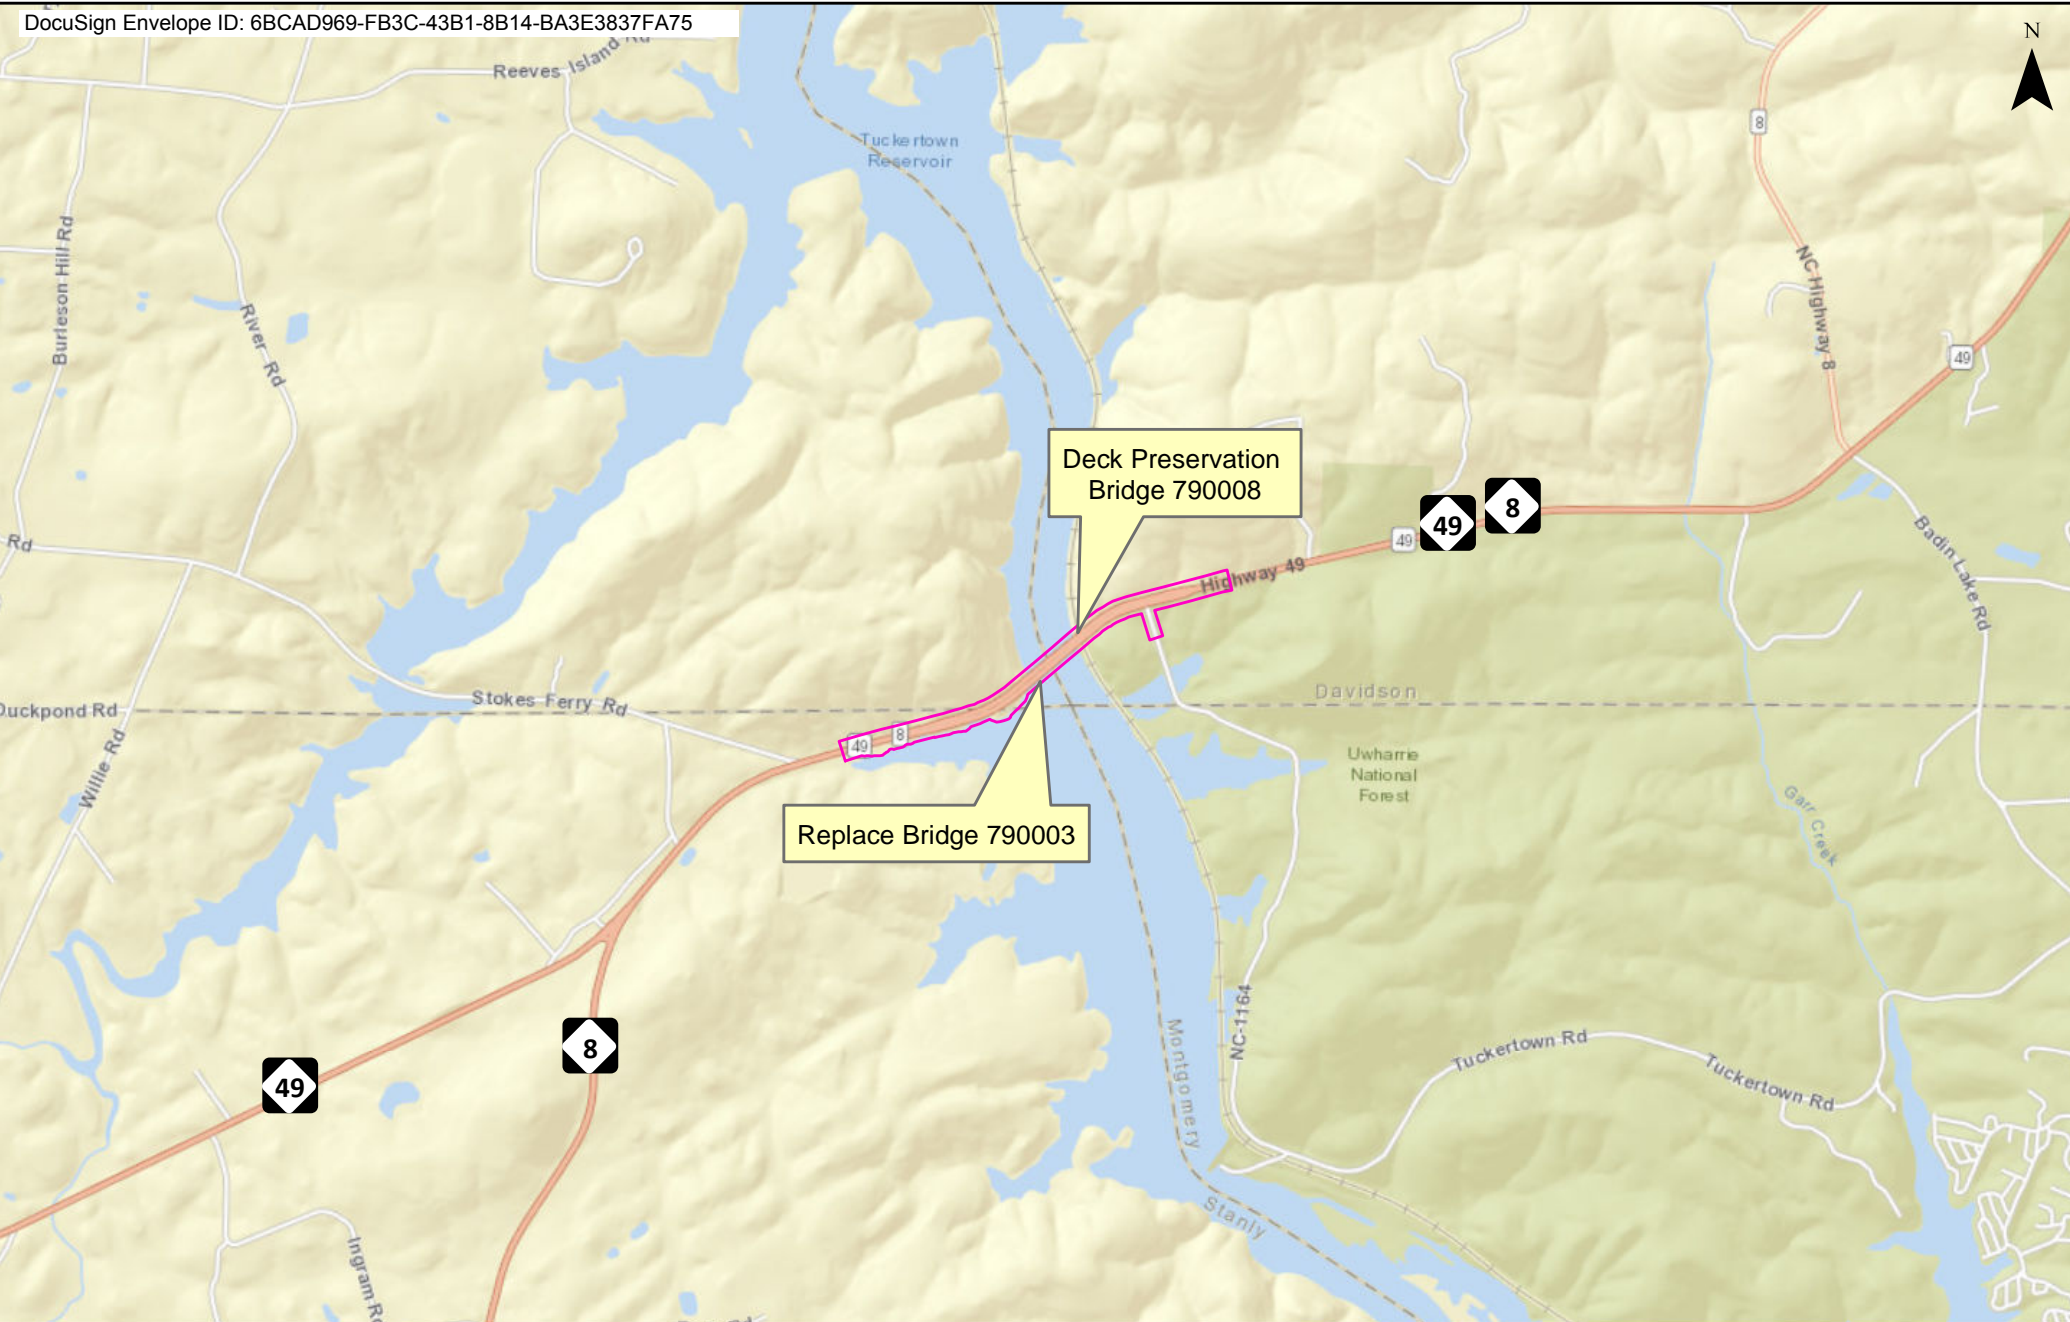 DocuSign Envelope ID: 6BCAD969-FB3C-43B1-8B14-BA3E3837FA75
N
Reeves Island Rd
Tuckertown
Reservoir
8
Burleson Hill Rd
River Rd
NC Highway 8
49
Deck Preservation
Bridge 790008
49
8
49
Highway 49
Rd
Badin Lake Rd
Davidson
Stokes Ferry Rd
Duckpond Rd
49
8
Willie Rd
Uwharrie
National
Forest
Garr Creek
Replace Bridge 790003
NC-1164
Montgomery
Tuckertown Rd
Tuckertown Rd
8
49
Stanly
Ingram Rd